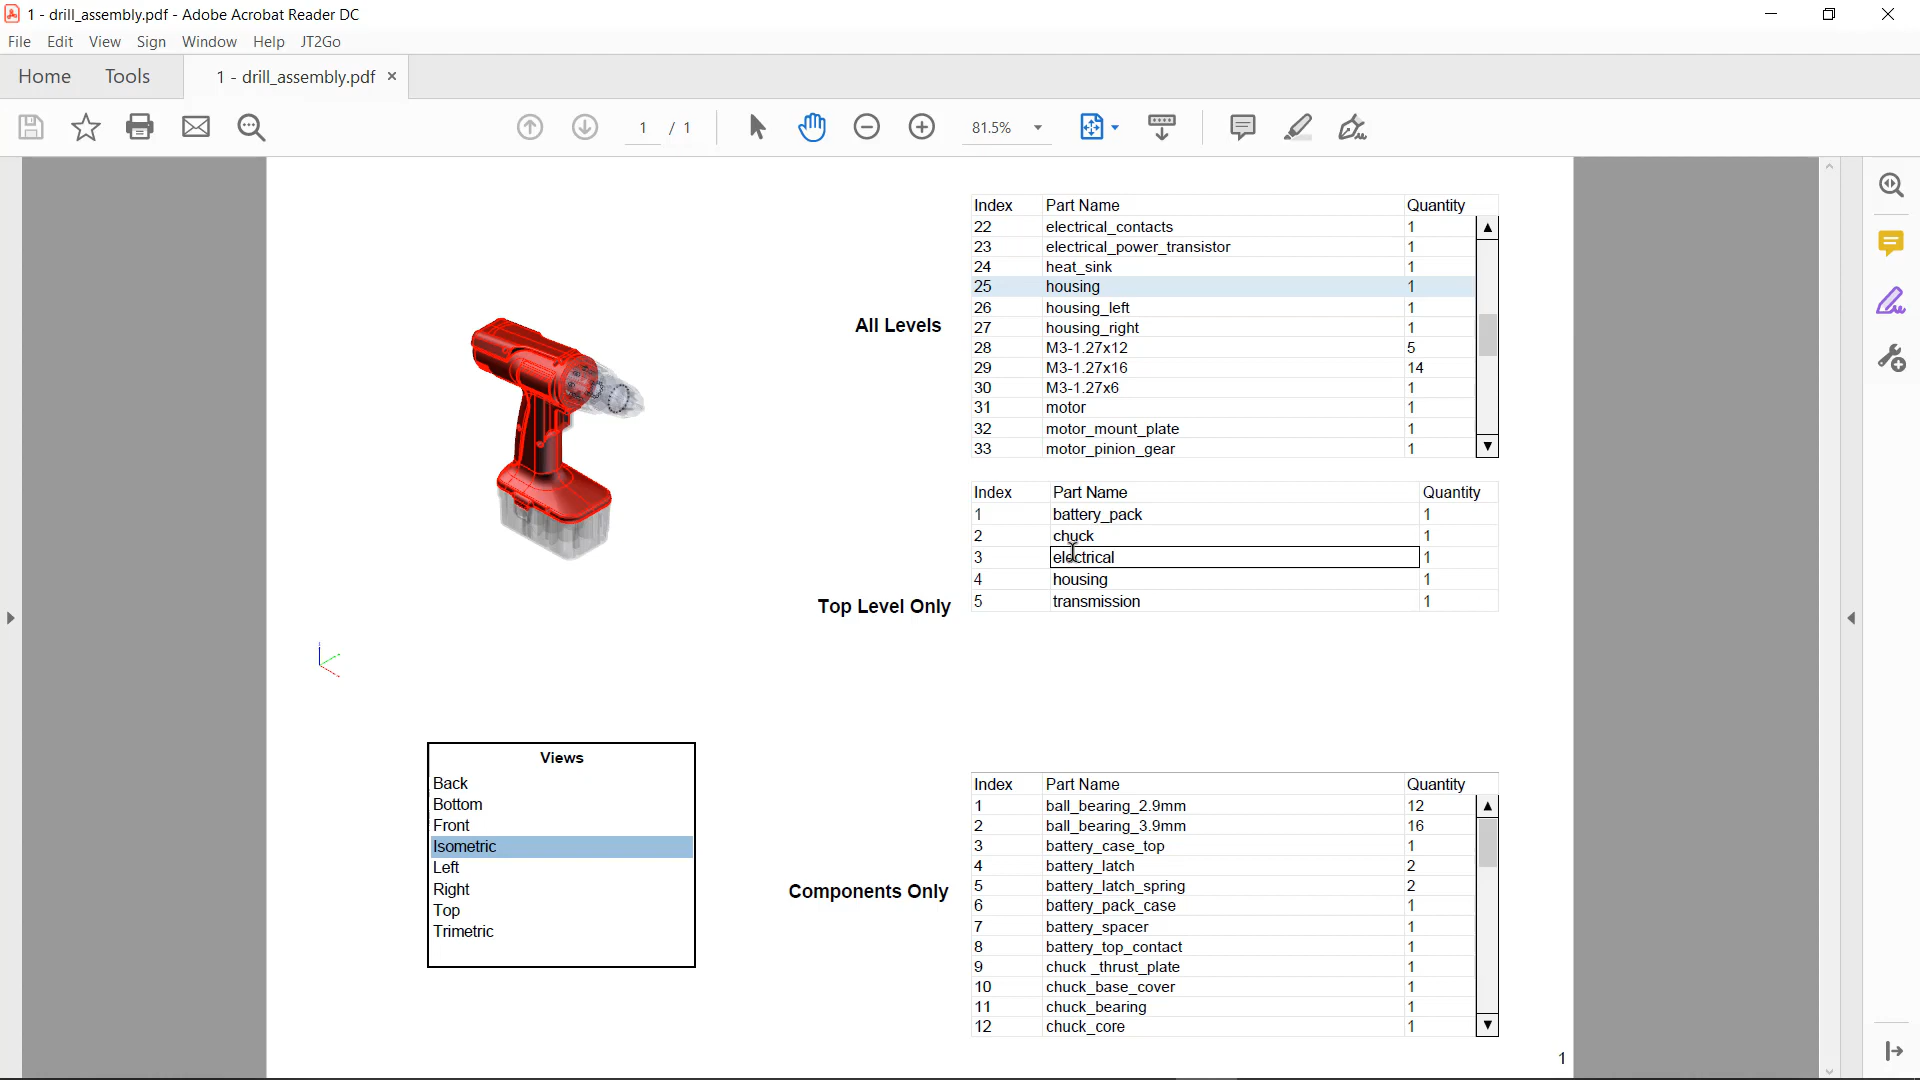 1 - drill_assembly.pdf - Adobe Acrobat Reader DC
File Edit View Sign Window Help JT2Go
Home Tools 1 - drill_assembly.pdf ×
1 / 1 81.5%
Index Part Name Quantity
22 electrical_contacts 1
23 electrical_power_transistor 1
24 heat_sink 1
25 housing 1
26 housing_left 1
27 housing_right 1
28 M3-1.27x12 5
29 M3-1.27x16 14
30 M3-1.27x6 1
31 motor 1
32 motor_mount_plate 1
33 motor_pinion_gear 1
All Levels
Index Part Name Quantity
1 battery_pack 1
2 chuck 1
3 electrical 1
4 housing 1
5 transmission 1
Top Level Only
Views
Back
Bottom
Front
Isometric
Left
Right
Top
Trimetric
Index Part Name Quantity
1 ball_bearing_2.9mm 12
2 ball_bearing_3.9mm 16
3 battery_case_top 1
4 battery_latch 2
5 battery_latch_spring 2
6 battery_pack_case 1
7 battery_spacer 1
8 battery_top_contact 1
9 chuck _thrust_plate 1
10 chuck_base_cover 1
11 chuck_bearing 1
12 chuck_core 1
Components Only
1